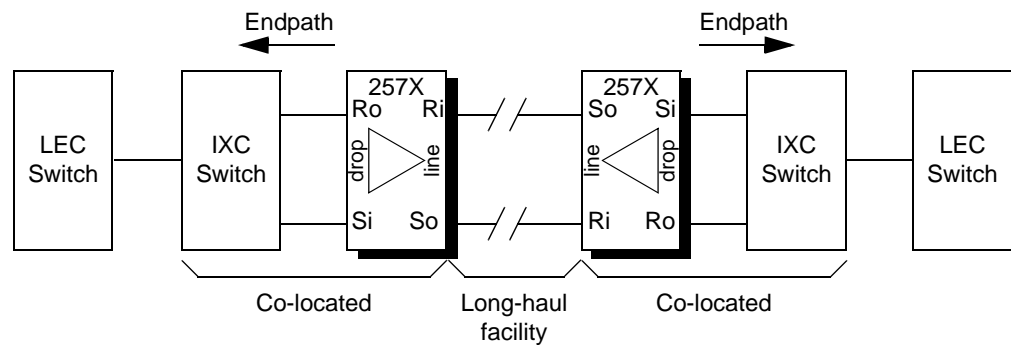 Endpath
Endpath
LEC
Switch
IXC
Switch
257X
Ro Ri
drop
line
Si So
257X
So Si
line
drop
Ri Ro
IXC
Switch
LEC
Switch
Co-located
Long-haul
facility
Co-located